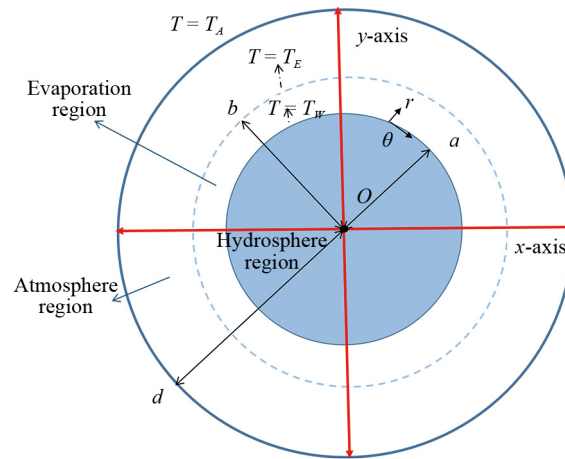 T = T_A
y-axis
T = T_E
Evaporation
region
b
T = T_W
r
θ
a
O
Hydrosphere
region
x-axis
Atmosphere
region
d